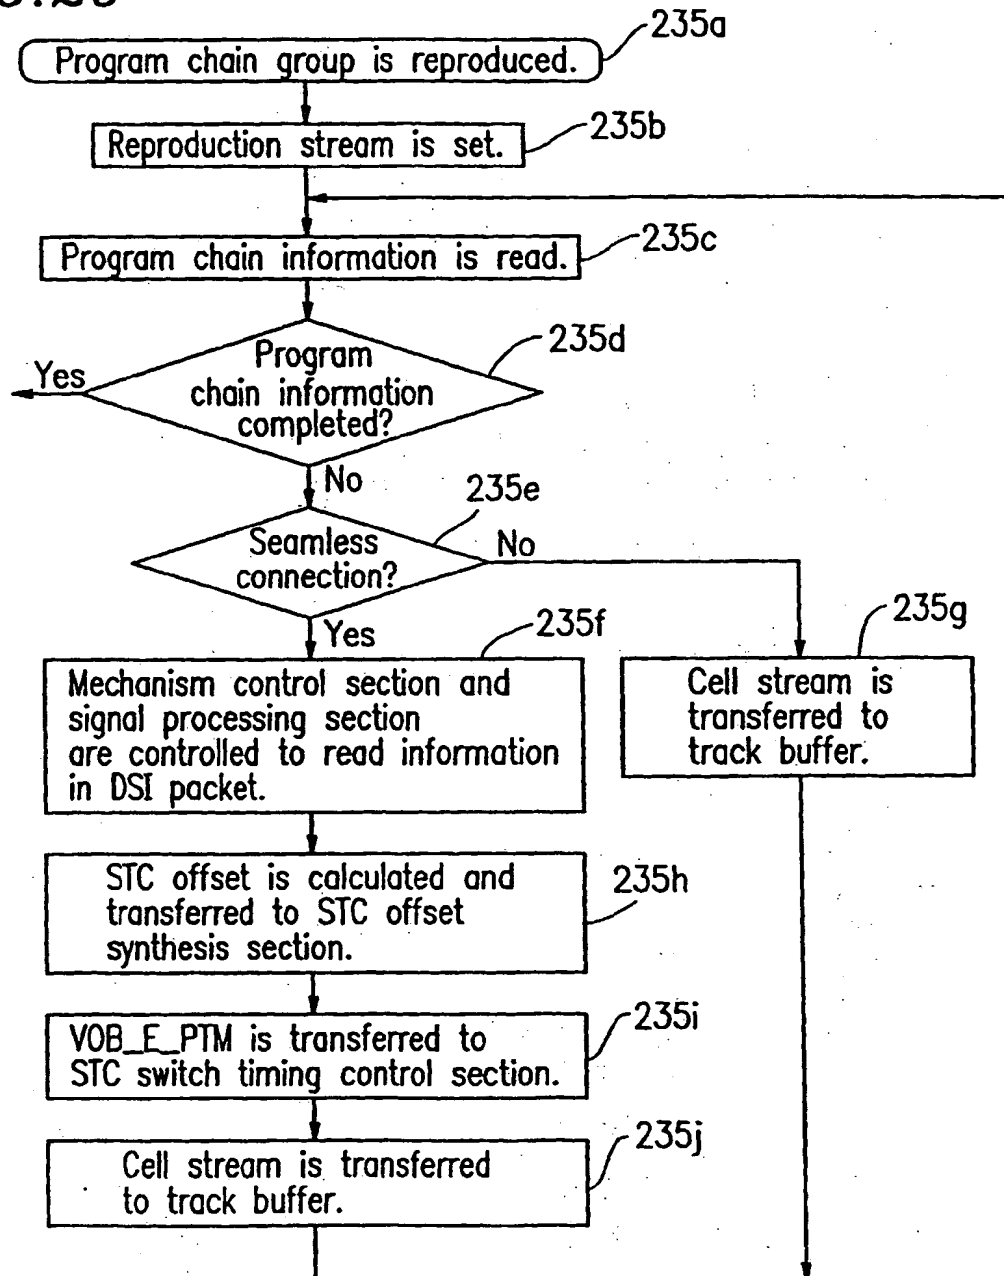 235a
Program chain group is reproduced.
235b
Reproduction stream is set.
235c
Program chain information is read.
235d
Program
chain information
completed?
Yes
No
235e
Seamless
connection?
No
Yes
235f
Mechanism control section and
signal processing section
are controlled to read information
in DSI packet.
235g
Cell stream is
transferred to
track buffer.
STC offset is calculated and
transferred to STC offset
synthesis section.
235h
235i
VOB_E_PTM is transferred to
STC switch timing control section.
235j
Cell stream is transferred
to track buffer.